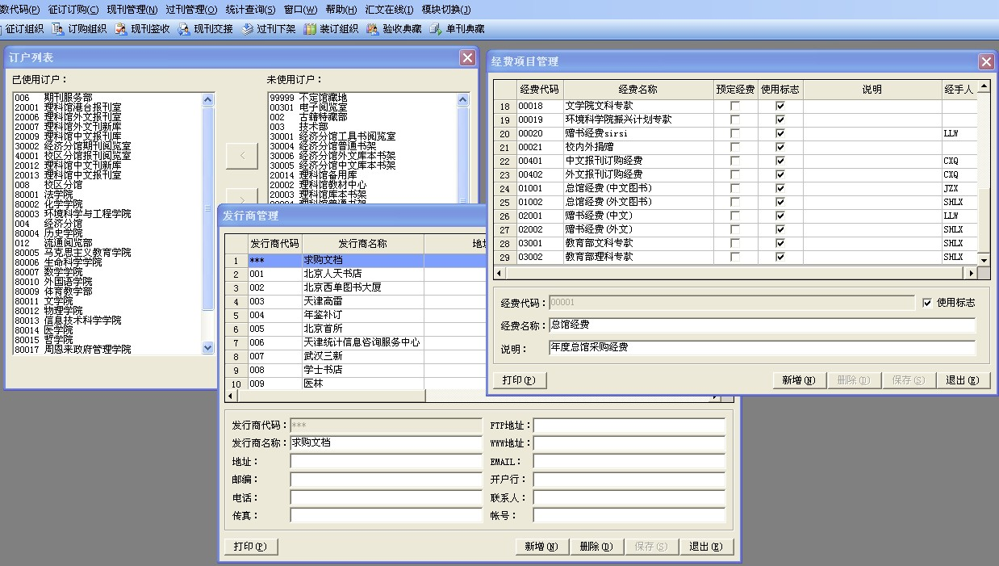 数代码(P) 征订订购(C) 现刊管理(N) 过刊管理(O) 统计查询(S) 窗口(W) 帮助(H) 汇文在线(I) 模块切换(J)
征订组织 订购组织 现刊签收 现刊交接 过刊下架 装订组织 验收典藏 单刊典藏
订户列表
已使用订户：
006 期刊服务部
20001 理科馆港台报刊室
20006 理科馆外文报刊室
20007 理科馆外文刊新库
20009 理科馆中文报刊库
30002 经济分馆期刊阅览室
40001 校区分馆报刊阅览室
20012 理科馆中文刊新库
20013 理科馆中文报刊室
008 校区分馆
80001 法学院
80002 化学学院
80003 环境科学与工程学院
004 经济分馆
80004 历史学院
012 流通阅览部
80005 马克思主义教育学院
80006 生命科学学院
80007 数学学院
80010 外国语学院
80009 体育教学部
80011 文学院
80012 物理学院
80013 信息技术科学学院
80014 医学院
80015 哲学院
80017 周恩来政府管理学院
未使用订户：
99999 不定馆藏地
00301 电子阅览室
002 古籍特藏部
003 技术部
30001 经济分馆工具书阅览室
30004 经济分馆普通书架
30006 经济分馆外文库本书架
30005 经济分馆中文库本书架
20014 理科馆备用库
20002 理科馆教材中心
20003 理科馆库本书架
20004 理科馆普通书架
<
>
发行商管理
发行商代码 发行商名称 地址
1 *** 求购文档
2 001 北京人天书店
3 002 北京西单图书大厦
4 003 天津高雷
5 004 年鉴补订
6 005 北京首所
7 006 天津统计信息咨询服务中心
8 007 武汉三新
9 008 学士书店
10 009 医林
发行商代码： *** FTP地址：
发行商名称： 求购文档 WWW地址：
地址： EMAIL：
邮编： 开户行：
电话： 联系人：
传真： 帐号：
打印(P) 新增(N) 删除(D) 保存(S) 退出(E)
经费项目管理
经费代码 经费名称 预定经费 使用标志 说明 经手人
18 00018 文学院文科专款
19 00019 环境科学院振兴计划专款
20 00020 赠书经费sirsi LLW
21 00021 校内外捐赠
22 00401 中文报刊订购经费 CXQ
23 00402 外文报刊订购经费 CXQ
24 01001 总馆经费(中文图书) JZX
25 01002 总馆经费(外文图书) SHLX
26 02001 赠书经费(中文) LLW
27 02002 赠书经费(外文) SHLX
28 03001 教育部文科专款 SHLX
29 03002 教育部理科专款 SHLX
经费代码： 00001 使用标志
经费名称： 总馆经费
说明： 年度总馆采购经费
打印(P) 新增(N) 删除(D) 保存(S) 退出(E)